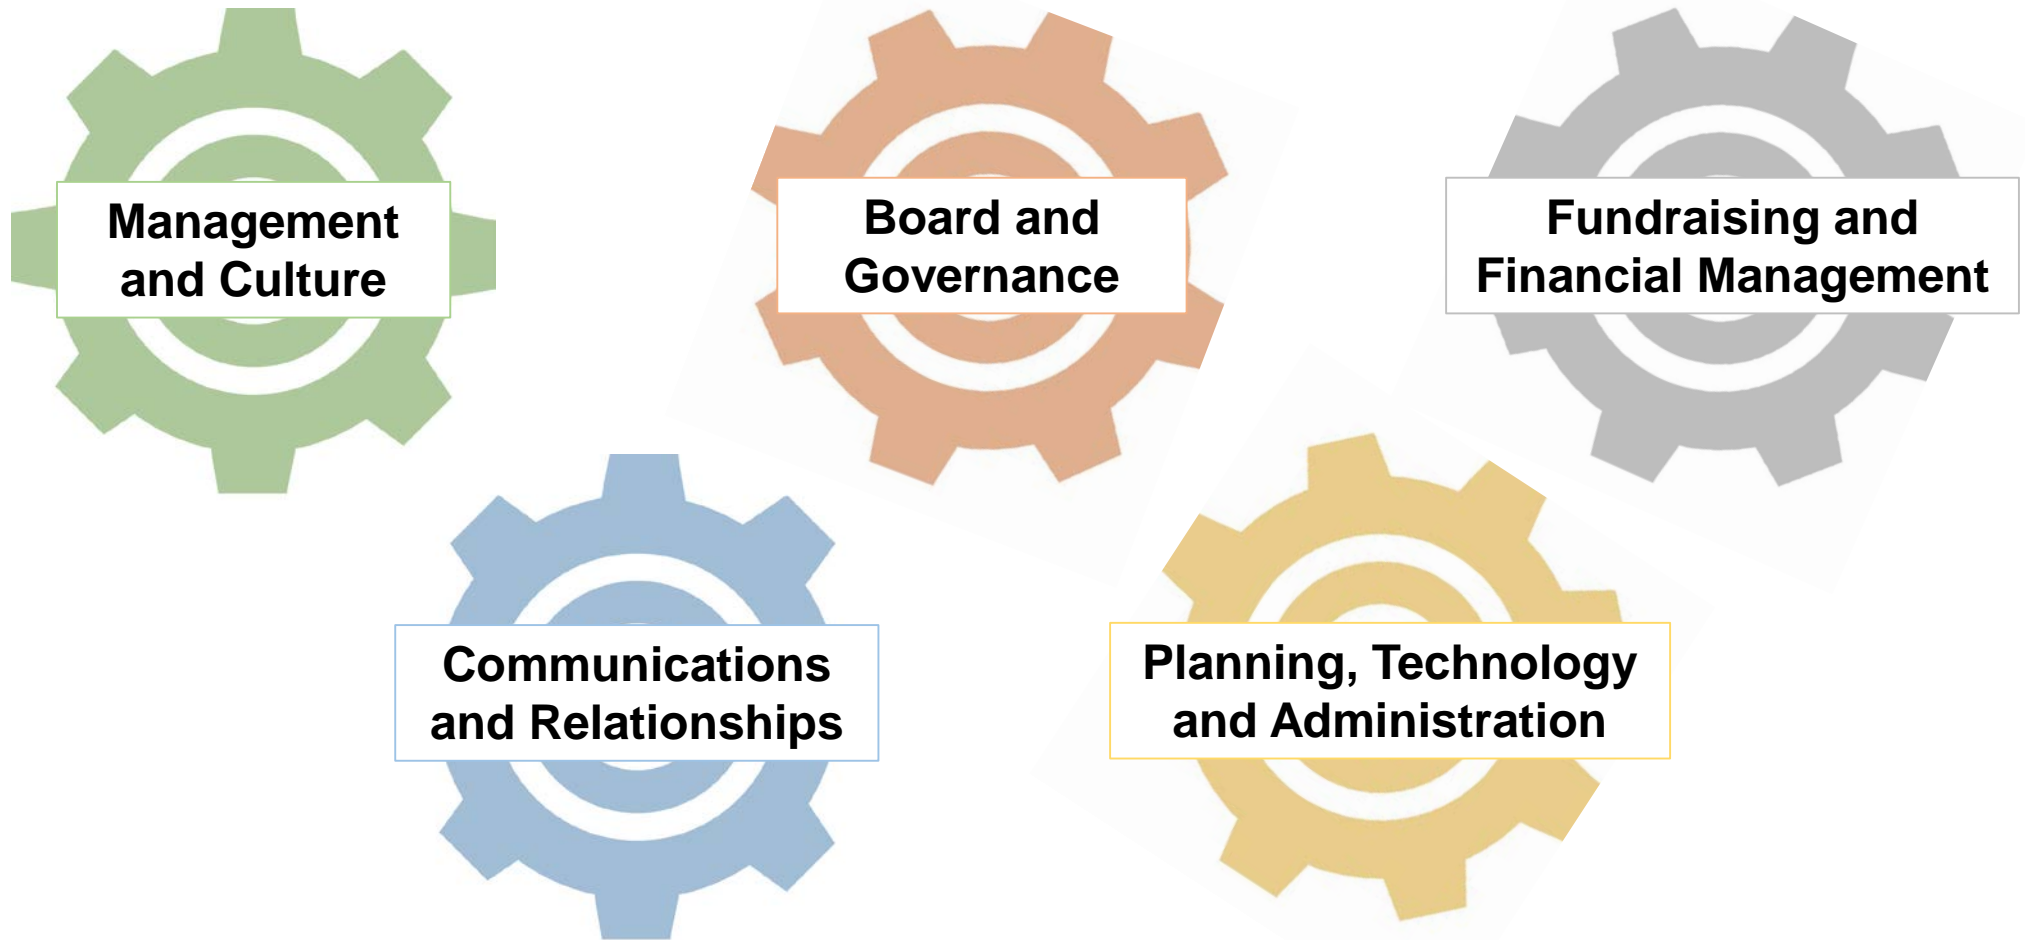 Management
and Culture
Board and
Governance
Fundraising and
Financial Management
Communications
and Relationships
Planning, Technology
and Administration